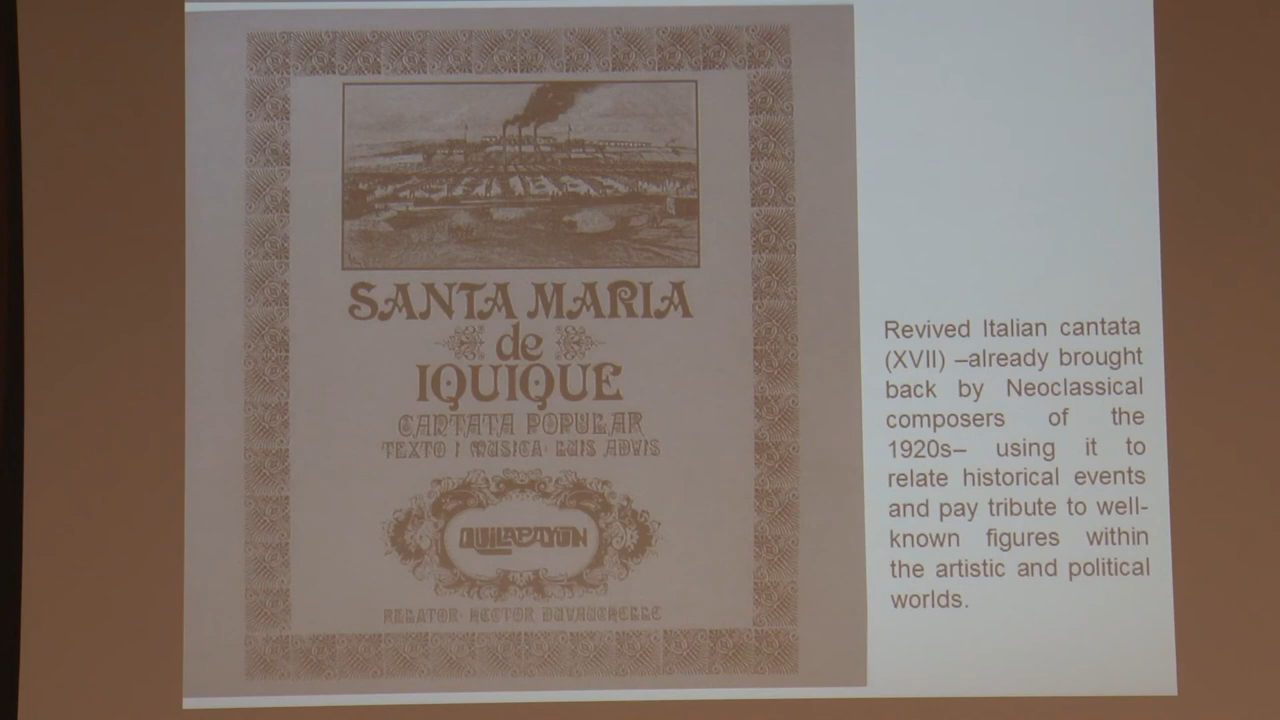 SANTA MARIA
de
IQUIQUE
CANTATA POPULAR
TEXTO I MUSICA: LUIS ADVIS
QUILAPAYUN
RELATOR: HECTOR DUVAUCHELLE
Revived Italian cantata
(XVII) –already brought
back by Neoclassical
composers of the
1920s– using it to
relate historical events
and pay tribute to well-
known figures within
the artistic and political
worlds.